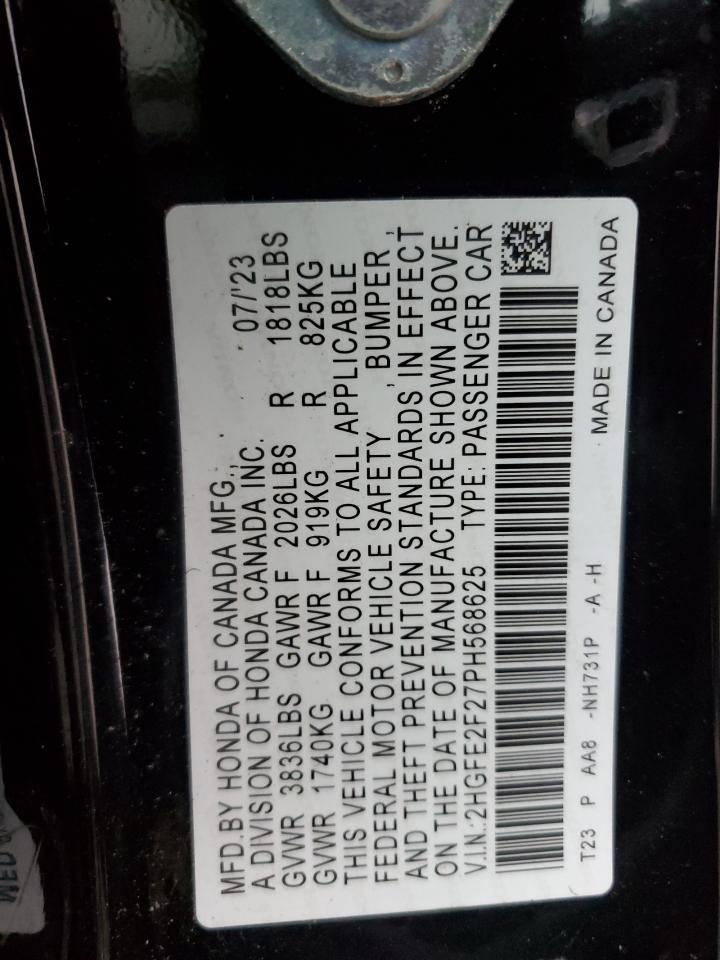 MFD.BY HONDA OF CANADA MFG., 07/'23
A DIVISION OF HONDA CANADA INC.
GVWR 3836LBS GAWR F 2026LBS R 1818LBS
GVWR 1740KG GAWR F 919KG R 825KG
THIS VEHICLE CONFORMS TO ALL APPLICABLE
FEDERAL MOTOR VEHICLE SAFETY , BUMPER ,
AND THEFT PREVENTION STANDARDS IN EFFECT
ON THE DATE OF MANUFACTURE SHOWN ABOVE.
V.I.N.:2HGFE2F27PH568625 TYPE: PASSENGER CAR
T23 P AA8 -NH731P -A -H MADE IN CANADA
WED